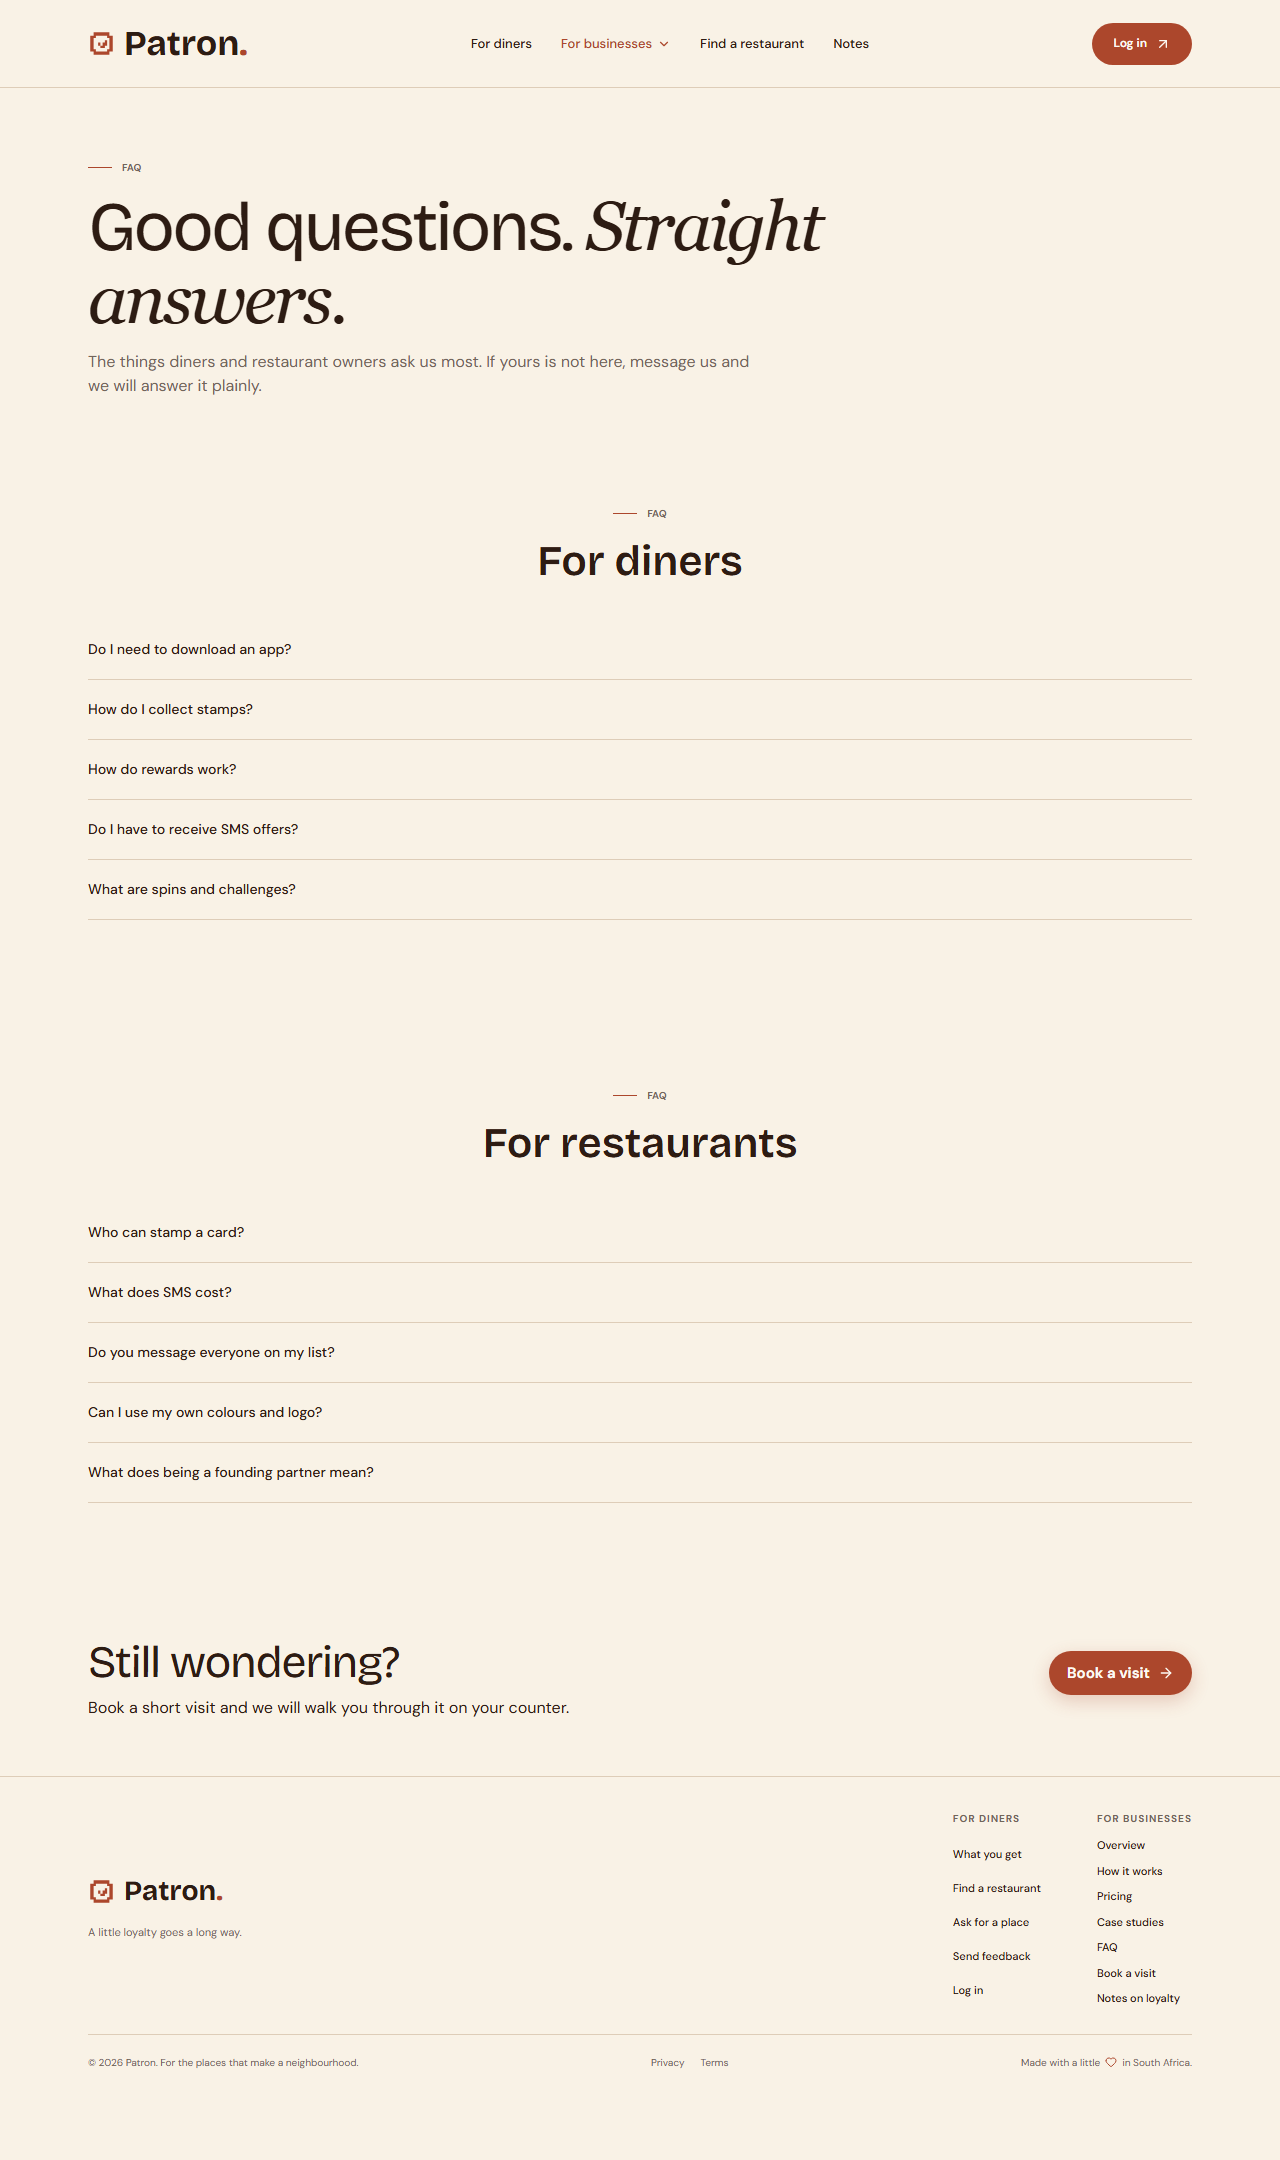 Patron.
For diners
For businesses
Find a restaurant
Notes
Log in
FAQ
Good questions. Straight
answers.
The things diners and restaurant owners ask us most. If yours is not here, message us and
we will answer it plainly.
FAQ
For diners
Do I need to download an app?
How do I collect stamps?
How do rewards work?
Do I have to receive SMS offers?
What are spins and challenges?
FAQ
For restaurants
Who can stamp a card?
What does SMS cost?
Do you message everyone on my list?
Can I use my own colours and logo?
What does being a founding partner mean?
Still wondering?
Book a short visit and we will walk you through it on your counter.
Book a visit
Patron.
A little loyalty goes a long way.
FOR DINERS
What you get
Find a restaurant
Ask for a place
Send feedback
Log in
FOR BUSINESSES
Overview
How it works
Pricing
Case studies
FAQ
Book a visit
Notes on loyalty
© 2026 Patron. For the places that make a neighbourhood.
Privacy
Terms
Made with a little ♡ in South Africa.